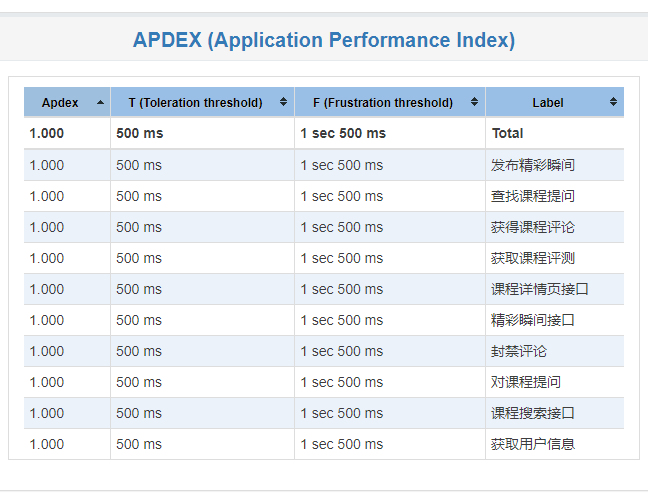 APDEX (Application Performance Index)
Apdex T (Toleration threshold) F (Frustration threshold) Label
1.000 500 ms 1 sec 500 ms Total
1.000 500 ms 1 sec 500 ms 发布精彩瞬间
1.000 500 ms 1 sec 500 ms 查找课程提问
1.000 500 ms 1 sec 500 ms 获得课程评论
1.000 500 ms 1 sec 500 ms 获取课程评测
1.000 500 ms 1 sec 500 ms 课程详情页接口
1.000 500 ms 1 sec 500 ms 精彩瞬间接口
1.000 500 ms 1 sec 500 ms 封禁评论
1.000 500 ms 1 sec 500 ms 对课程提问
1.000 500 ms 1 sec 500 ms 课程搜索接口
1.000 500 ms 1 sec 500 ms 获取用户信息